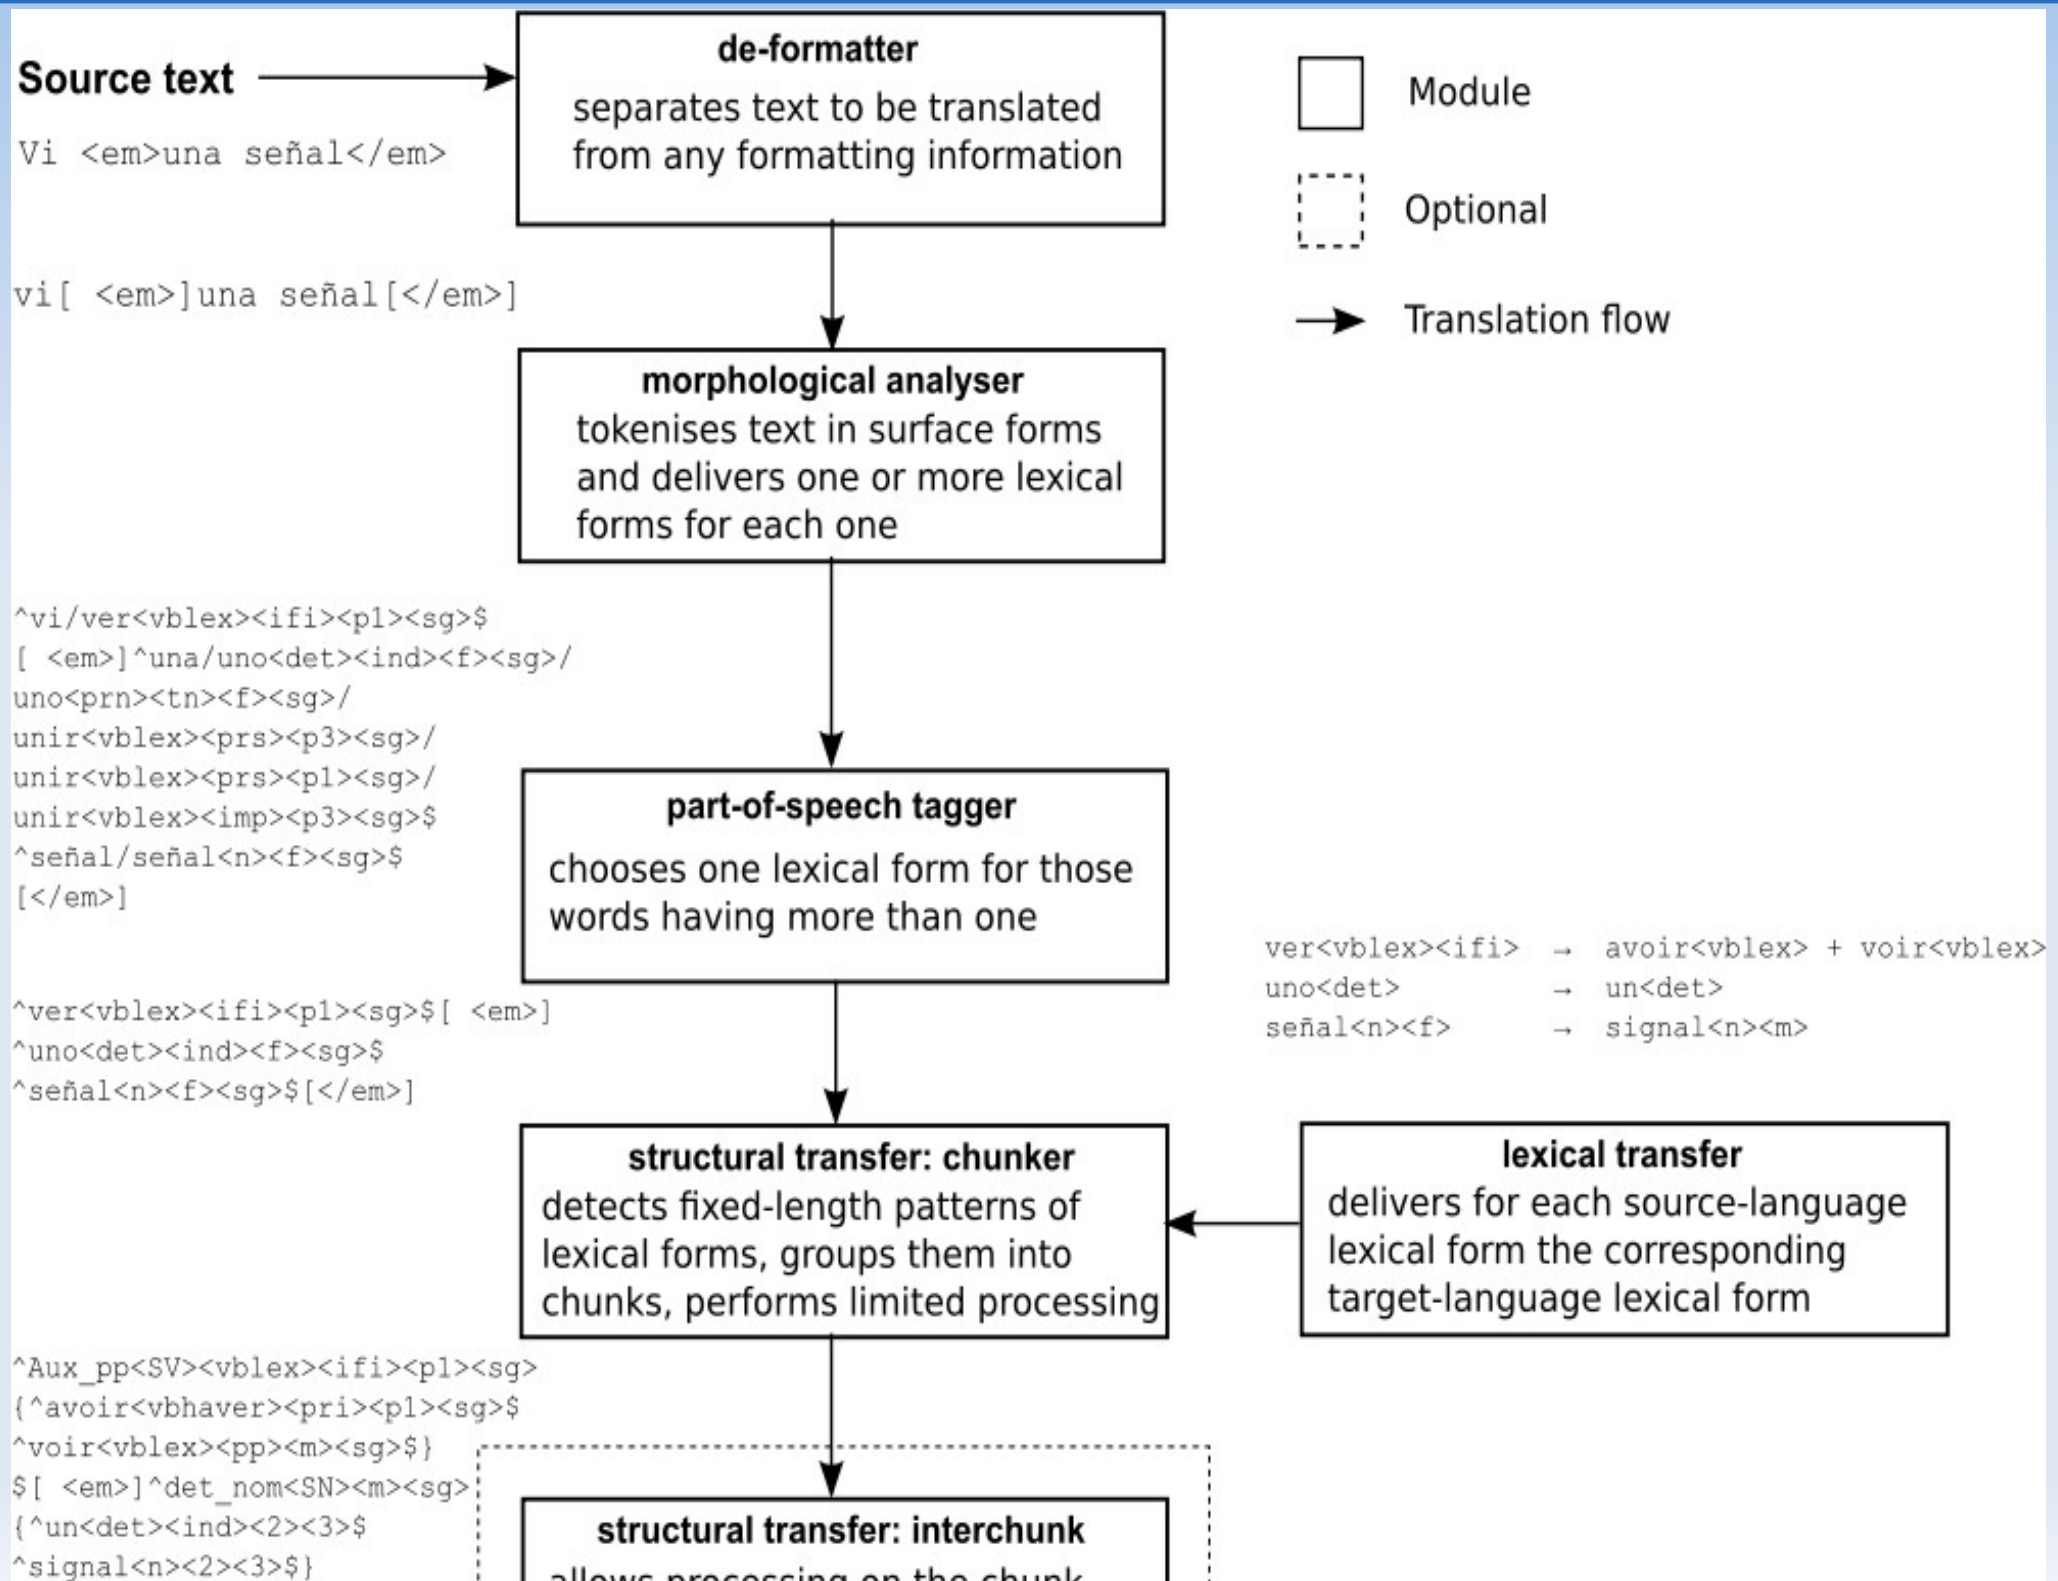 de-formatter
Source text
separates text to be translated
from any formatting information
Vi <em>una señal</em>
Module
Optional
Translation flow
vi[ <em>]una señal[</em>]
morphological analyser
tokenises text in surface forms
and delivers one or more lexical
forms for each one
^vi/ver<vblex><ifi><p1><sg>$
[ <em>]^una/uno<det><ind><f><sg>/
uno<prn><tn><f><sg>/
unir<vblex><prs><p3><sg>/
unir<vblex><prs><p1><sg>/
unir<vblex><imp><p3><sg>$
^señal/señal<n><f><sg>$
[</em>]
part-of-speech tagger
chooses one lexical form for those
words having more than one
ver<vblex><ifi> → avoir<vblex> + voir<vblex>
uno<det> → un<det>
señal<n><f> → signal<n><m>
^ver<vblex><ifi><p1><sg>$[ <em>]
^uno<det><ind><f><sg>$
^señal<n><f><sg>$[</em>]
structural transfer: chunker
detects fixed-length patterns of
lexical forms, groups them into
chunks, performs limited processing
lexical transfer
delivers for each source-language
lexical form the corresponding
target-language lexical form
^Aux_pp<SV><vblex><ifi><p1><sg>
{^avoir<vbhaver><pri><p1><sg>$
^voir<vblex><pp><m><sg>$}
$[ <em>]^det_nom<SN><m><sg>
{^un<det><ind><2><3>$
^signal<n><2><3>$}
structural transfer: interchunk
allows processing on the chunk